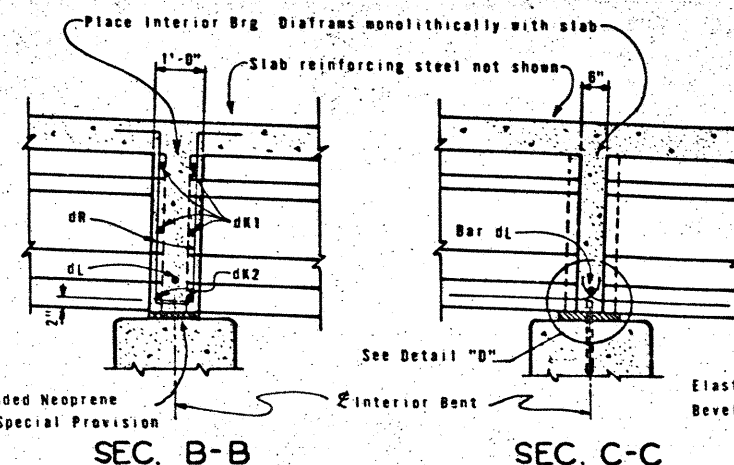 Place Interior Brg Diaframs monolithically with slab
1'-0"
Slab reinforcing steel not shown
6"
dK1
dR
Bar dL
dL
dK2
2"
See Detail "D"
ded Neoprene
Special Provision
℄ Interior Bent
Elast
Bevel
SEC. B-B
SEC. C-C